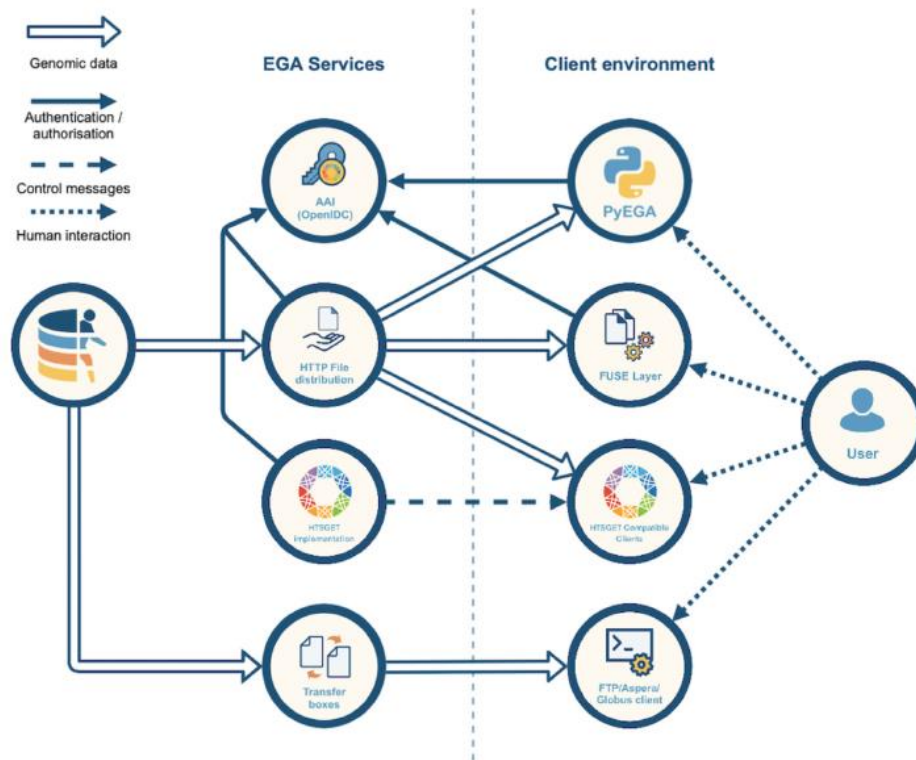 Genomic data
Authentication /
authorisation
Control messages
Human interaction
EGA Services
Client environment
AAI
(OpenIDC)
PyEGA
HTTP File
distribution
FUSE Layer
User
HTSGET
implementation
HTSGET Compatible
Clients
Transfer
boxes
>_
FTP/Aspera/
Globus client